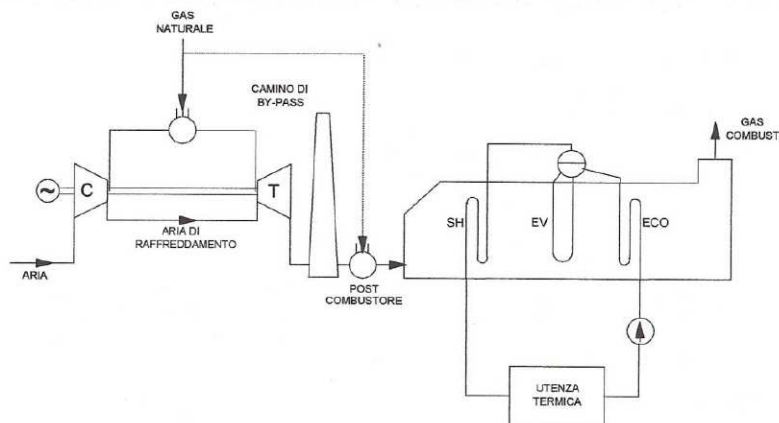 GAS
NATURALE
CAMINO DI
BY-PASS
GAS
COMBUST
C
T
SH
EV
ECO
ARIA DI
RAFFREDDAMENTO
ARIA
POST
COMBUSTORE
UTENZA
TERMICA